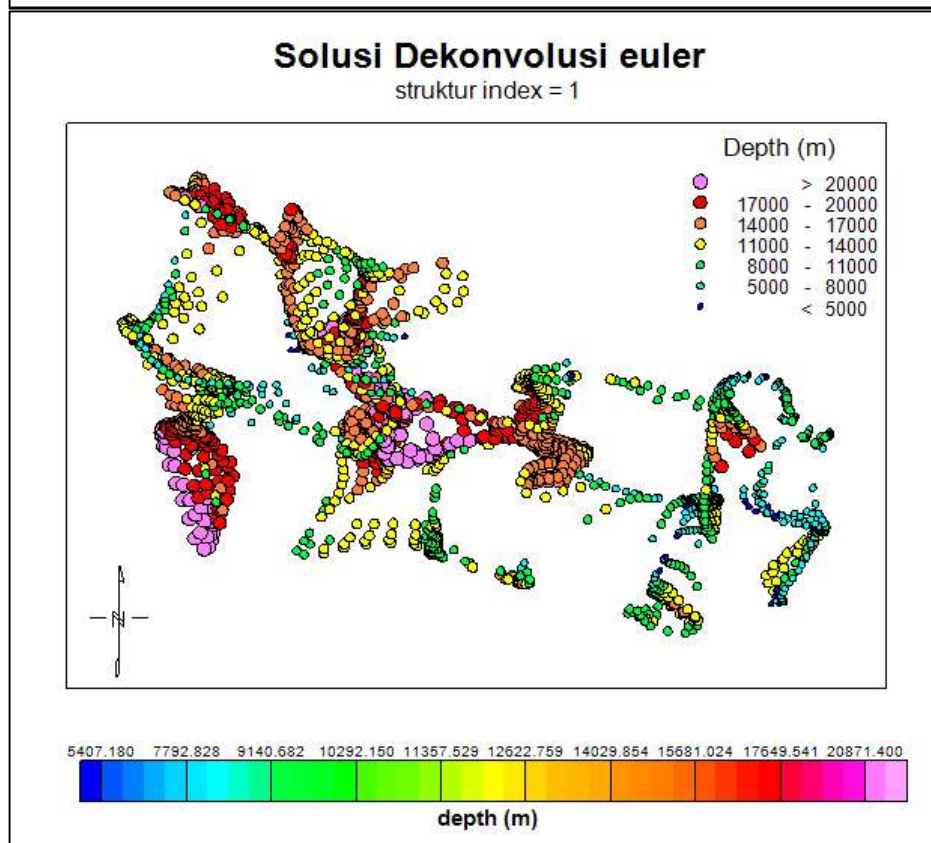 Solusi Dekonvolusi euler
struktur index = 1
Depth (m)
> 20000
17000 - 20000
14000 - 17000
11000 - 14000
8000 - 11000
5000 - 8000
< 5000
N
5407.180 7792.828 9140.682 10292.150 11357.529 12622.759 14029.854 15681.024 17649.541 20871.400
depth (m)